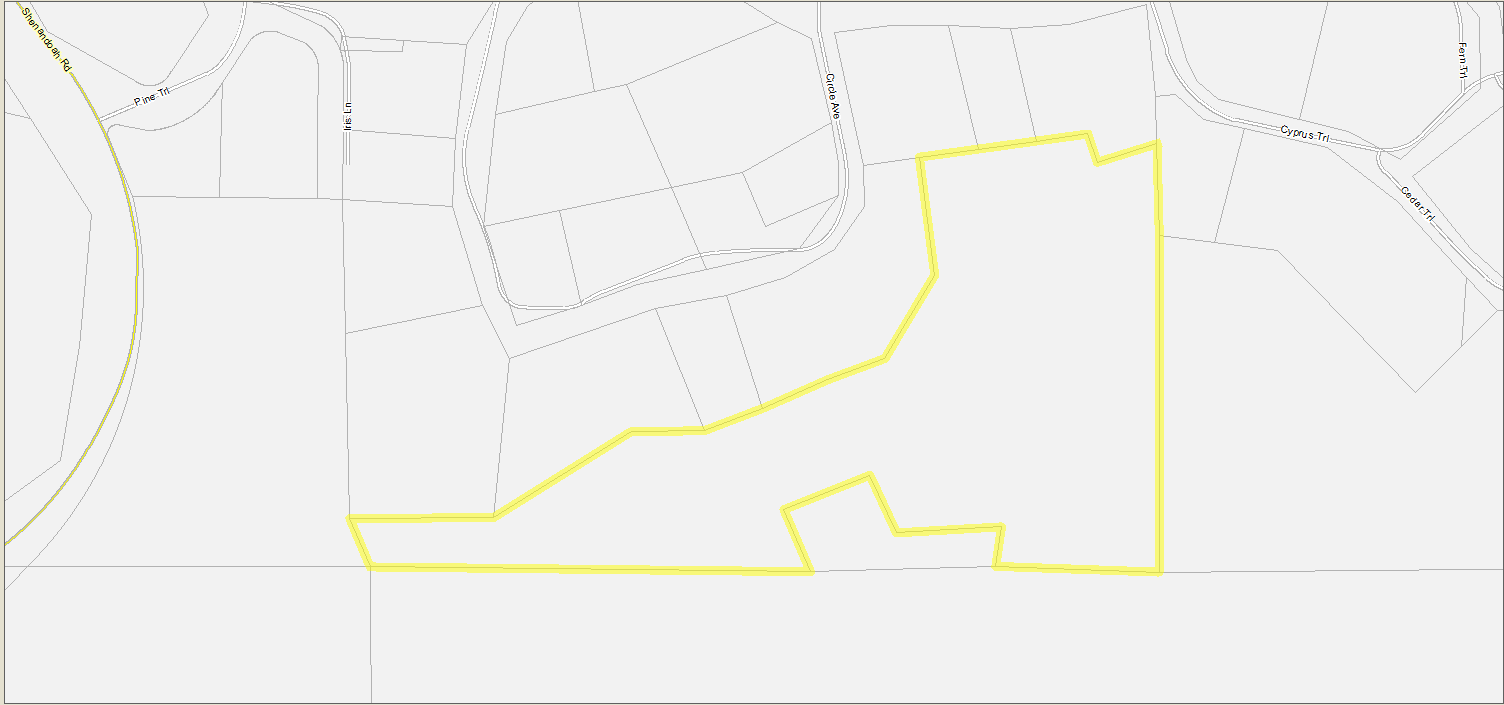 Shenandoah Rd
Pine Trl
Iris Ln
Circle Ave
Cyprus Trl
Fern Trl
Cedar Trl